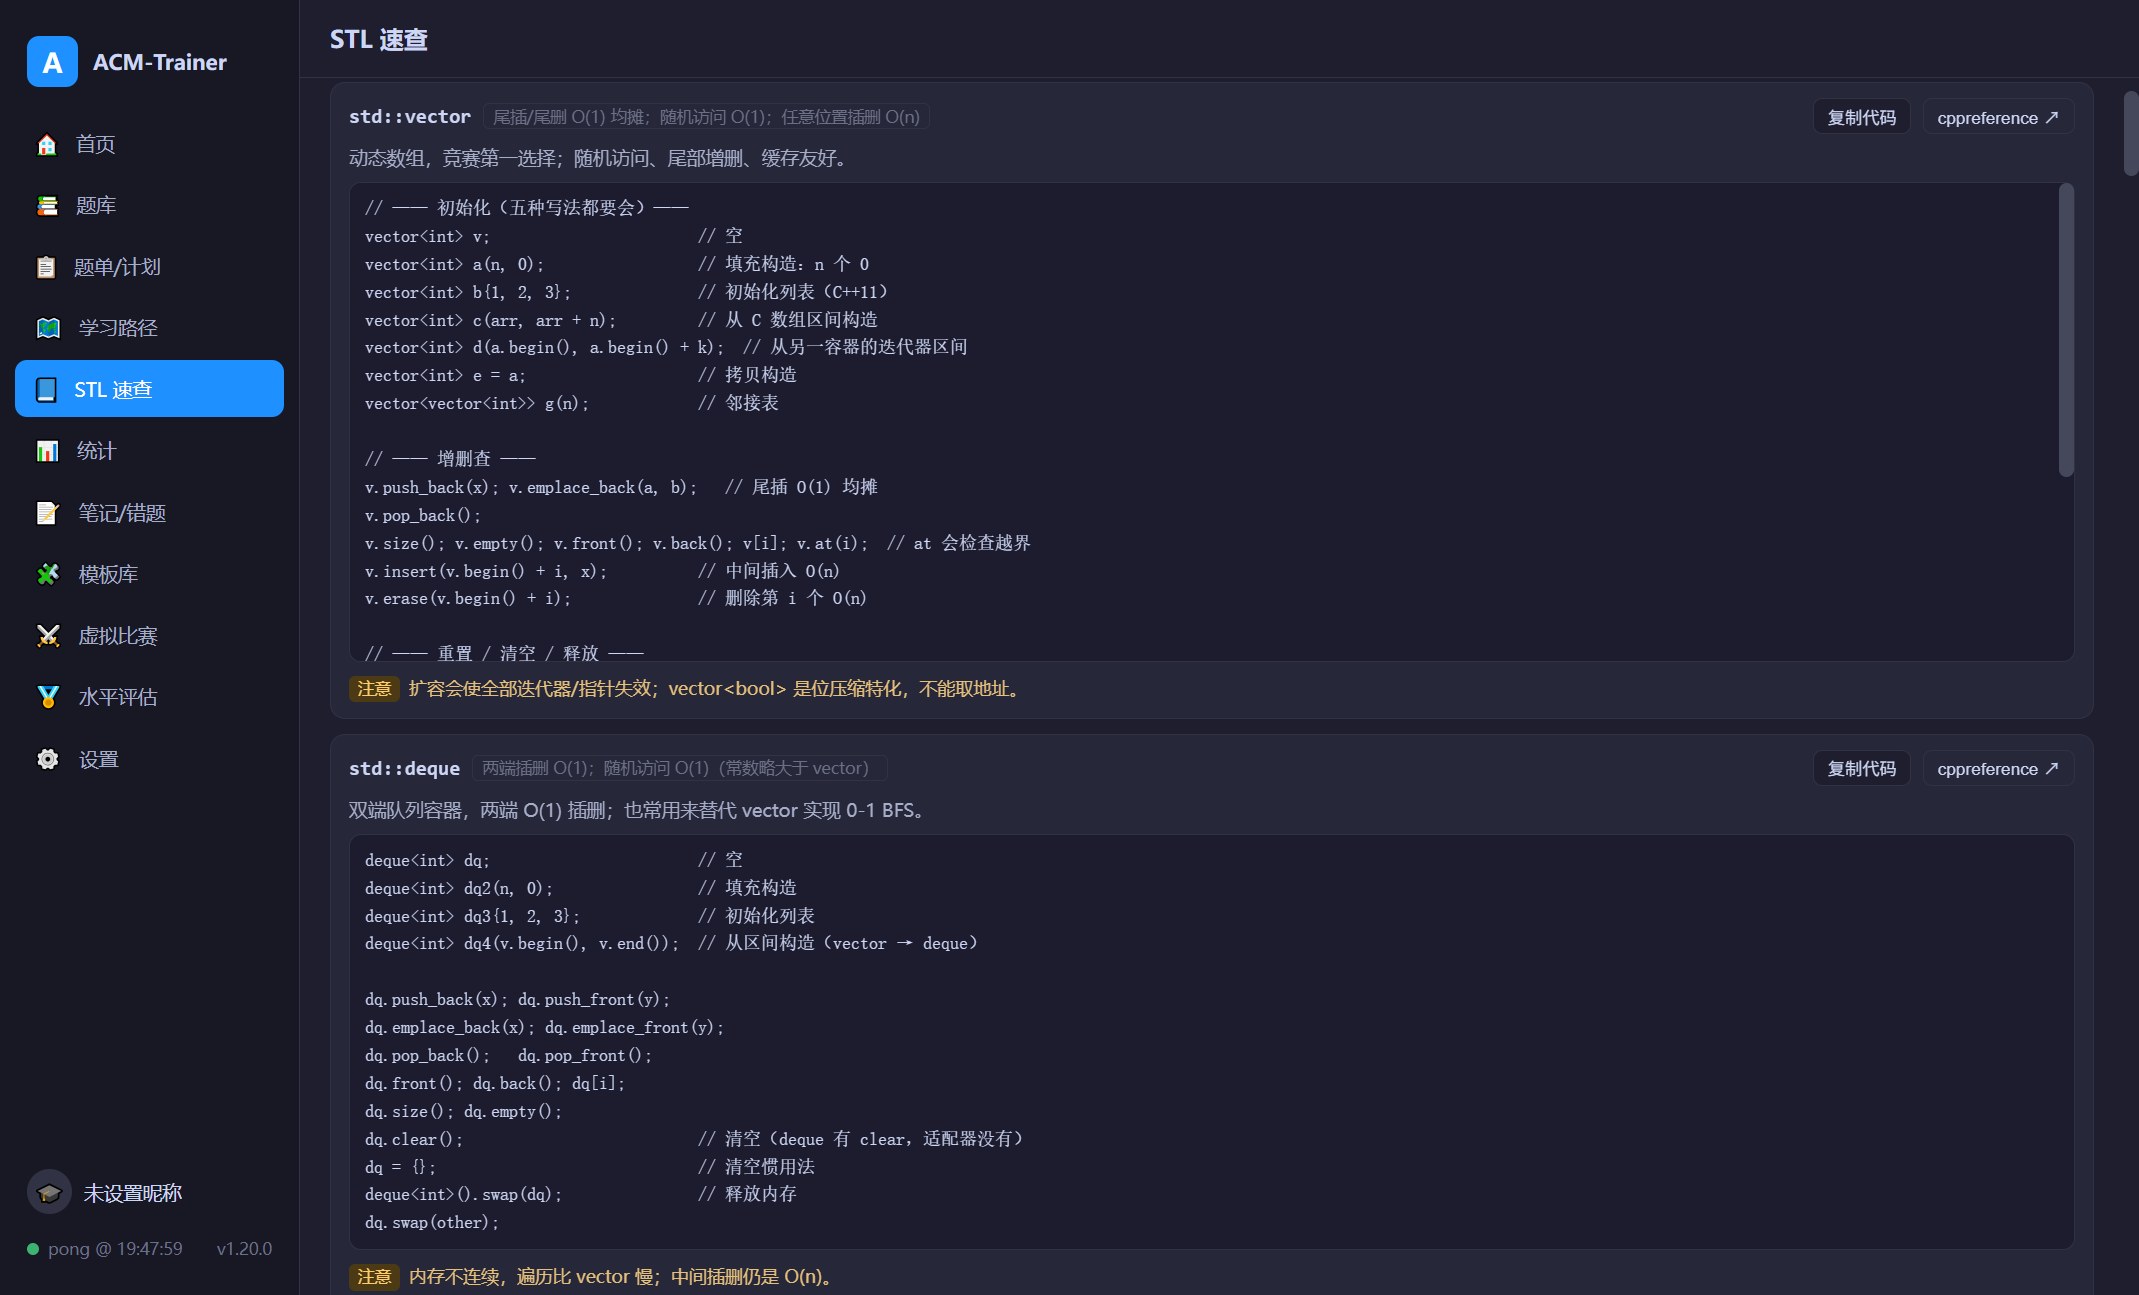 A ACM-Trainer
首页
题库
题单/计划
学习路径
STL 速查
统计
笔记/错题
模板库
虚拟比赛
水平评估
设置
未设置昵称
pong @ 19:47:59 v1.20.0
STL 速查
std::vector 尾插/尾删 O(1) 均摊；随机访问 O(1)；任意位置插删 O(n) 复制代码 cppreference ↗
动态数组，竞赛第一选择；随机访问、尾部增删、缓存友好。
// —— 初始化（五种写法都要会）——
vector<int> v; // 空
vector<int> a(n, 0); // 填充构造：n 个 0
vector<int> b{1, 2, 3}; // 初始化列表（C++11）
vector<int> c(arr, arr + n); // 从 C 数组区间构造
vector<int> d(a.begin(), a.begin() + k); // 从另一容器的迭代器区间
vector<int> e = a; // 拷贝构造
vector<vector<int>> g(n); // 邻接表
// —— 增删查 ——
v.push_back(x); v.emplace_back(a, b); // 尾插 O(1) 均摊
v.pop_back();
v.size(); v.empty(); v.front(); v.back(); v[i]; v.at(i); // at 会检查越界
v.insert(v.begin() + i, x); // 中间插入 O(n)
v.erase(v.begin() + i); // 删除第 i 个 O(n)
// —— 重置 / 清空 / 释放 ——
注意 扩容会使全部迭代器/指针失效；vector<bool> 是位压缩特化，不能取地址。
std::deque 两端插删 O(1)；随机访问 O(1)（常数略大于 vector） 复制代码 cppreference ↗
双端队列容器，两端 O(1) 插删；也常用来替代 vector 实现 0-1 BFS。
deque<int> dq; // 空
deque<int> dq2(n, 0); // 填充构造
deque<int> dq3{1, 2, 3}; // 初始化列表
deque<int> dq4(v.begin(), v.end()); // 从区间构造（vector → deque）
dq.push_back(x); dq.push_front(y);
dq.emplace_back(x); dq.emplace_front(y);
dq.pop_back(); dq.pop_front();
dq.front(); dq.back(); dq[i];
dq.size(); dq.empty();
dq.clear(); // 清空（deque 有 clear，适配器没有）
dq = {}; // 清空惯用法
deque<int>().swap(dq); // 释放内存
dq.swap(other);
注意 内存不连续，遍历比 vector 慢；中间插删仍是 O(n)。